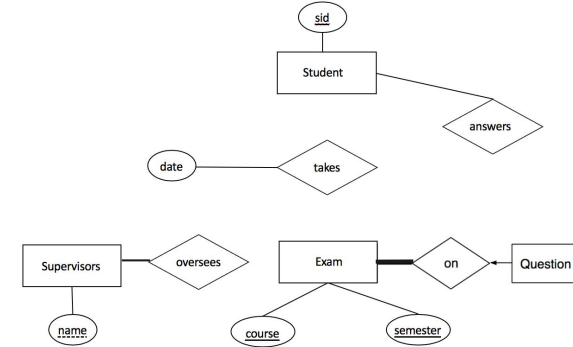 sid
Student
answers
date
takes
Supervisors
oversees
Exam
on
Question
name
course
semester